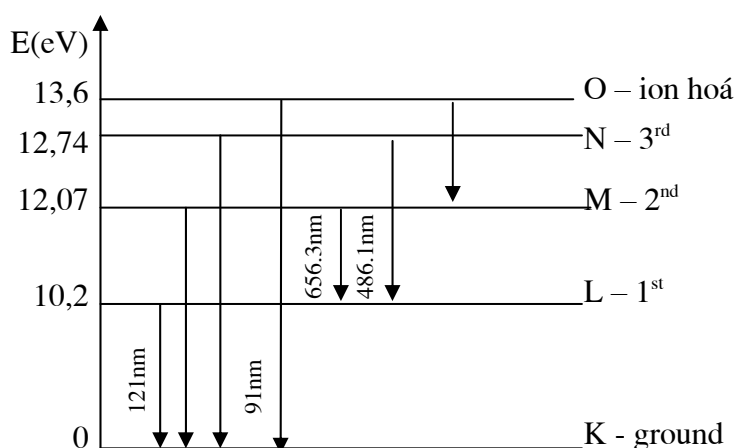 E(eV)
13,6
O – ion hoá
12,74
N – 3rd
12,07
M – 2nd
656.3nm
486.1nm
10,2
L – 1st
121nm
91nm
0
K - ground